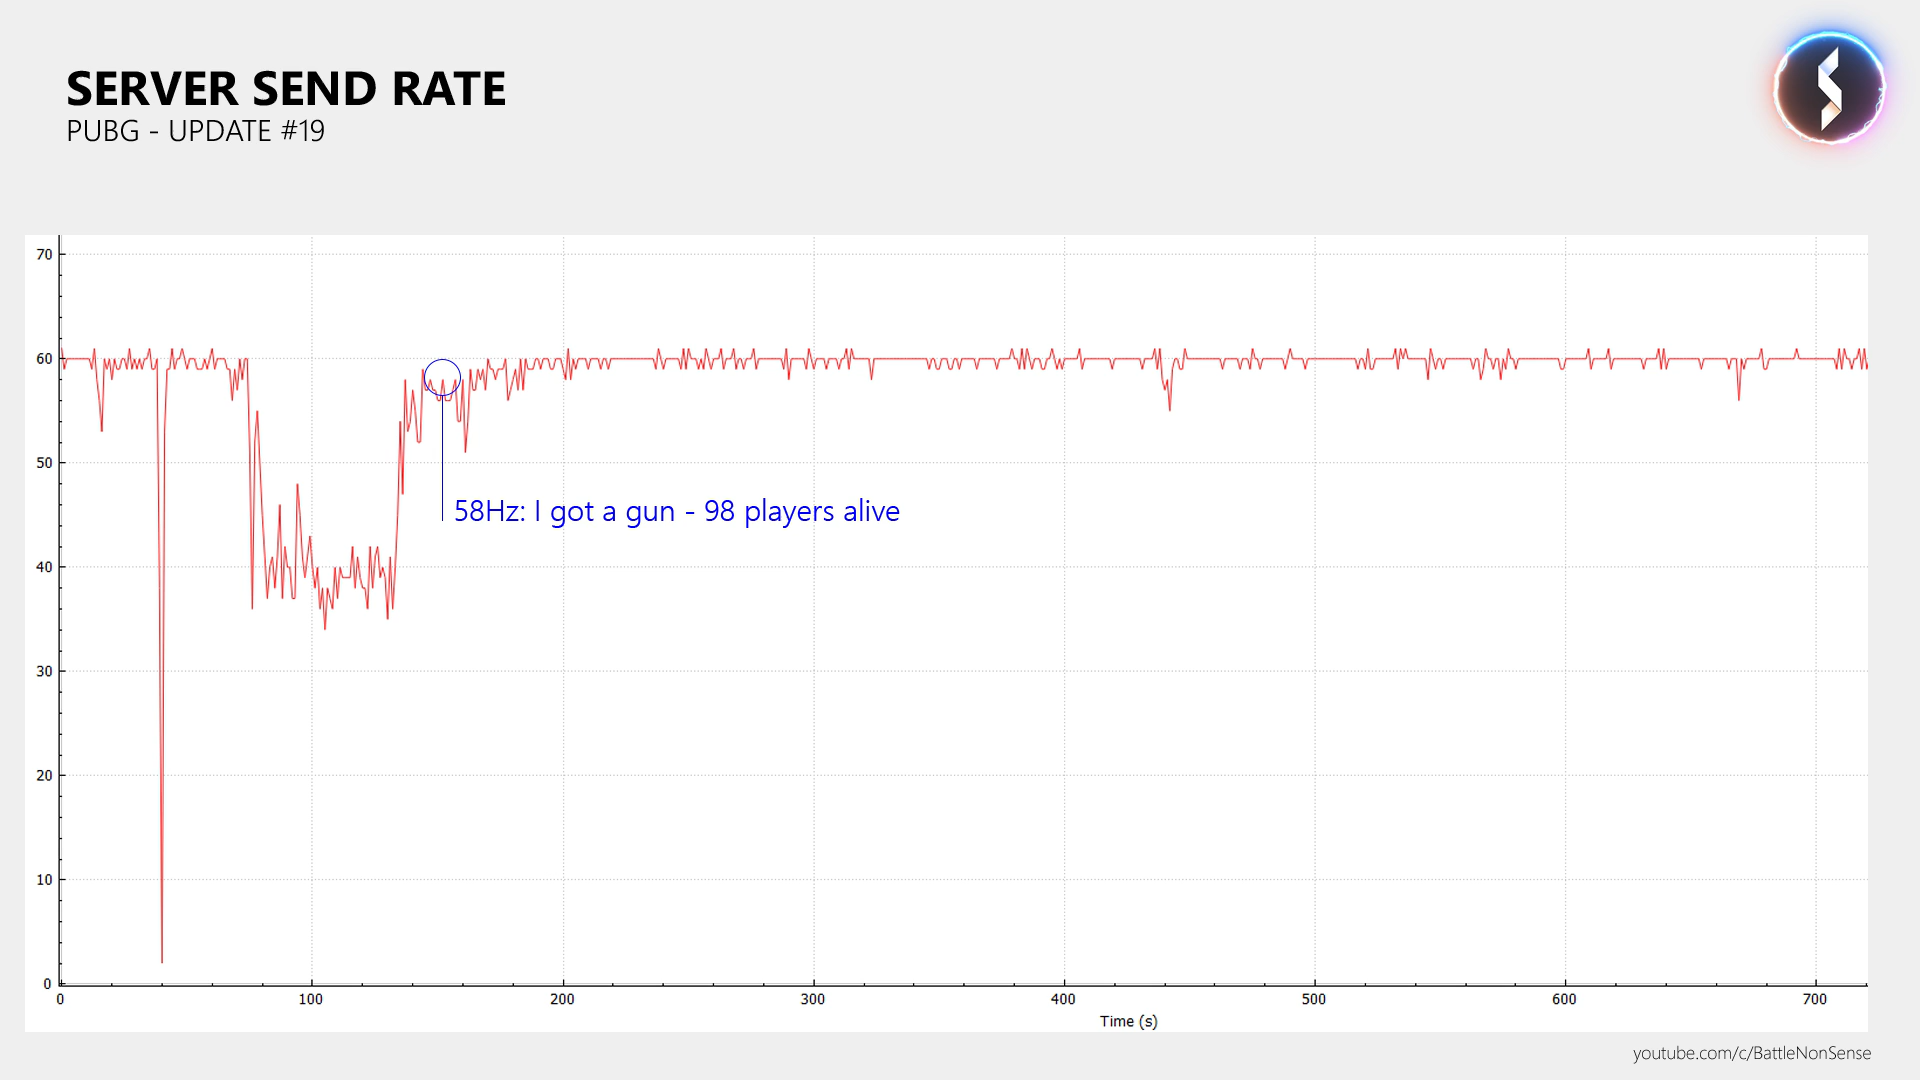 SERVER SEND RATE
PUBG - UPDATE #19
70
60
50
40
30
20
10
0
58Hz: I got a gun - 98 players alive
0 100 200 300 400 500 600 700
Time (s)
youtube.com/c/BattleNonSense